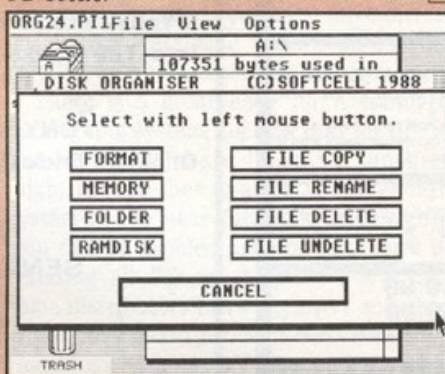 ORG24.PI1File View Options
A:\
A
107351 bytes used in
DISK ORGANISER (C)SOFTCELL 1988
Select with left mouse button.
FORMAT FILE COPY
MEMORY FILE RENAME
FOLDER FILE DELETE
RAMDISK FILE UNDELETE
CANCEL
TRASH